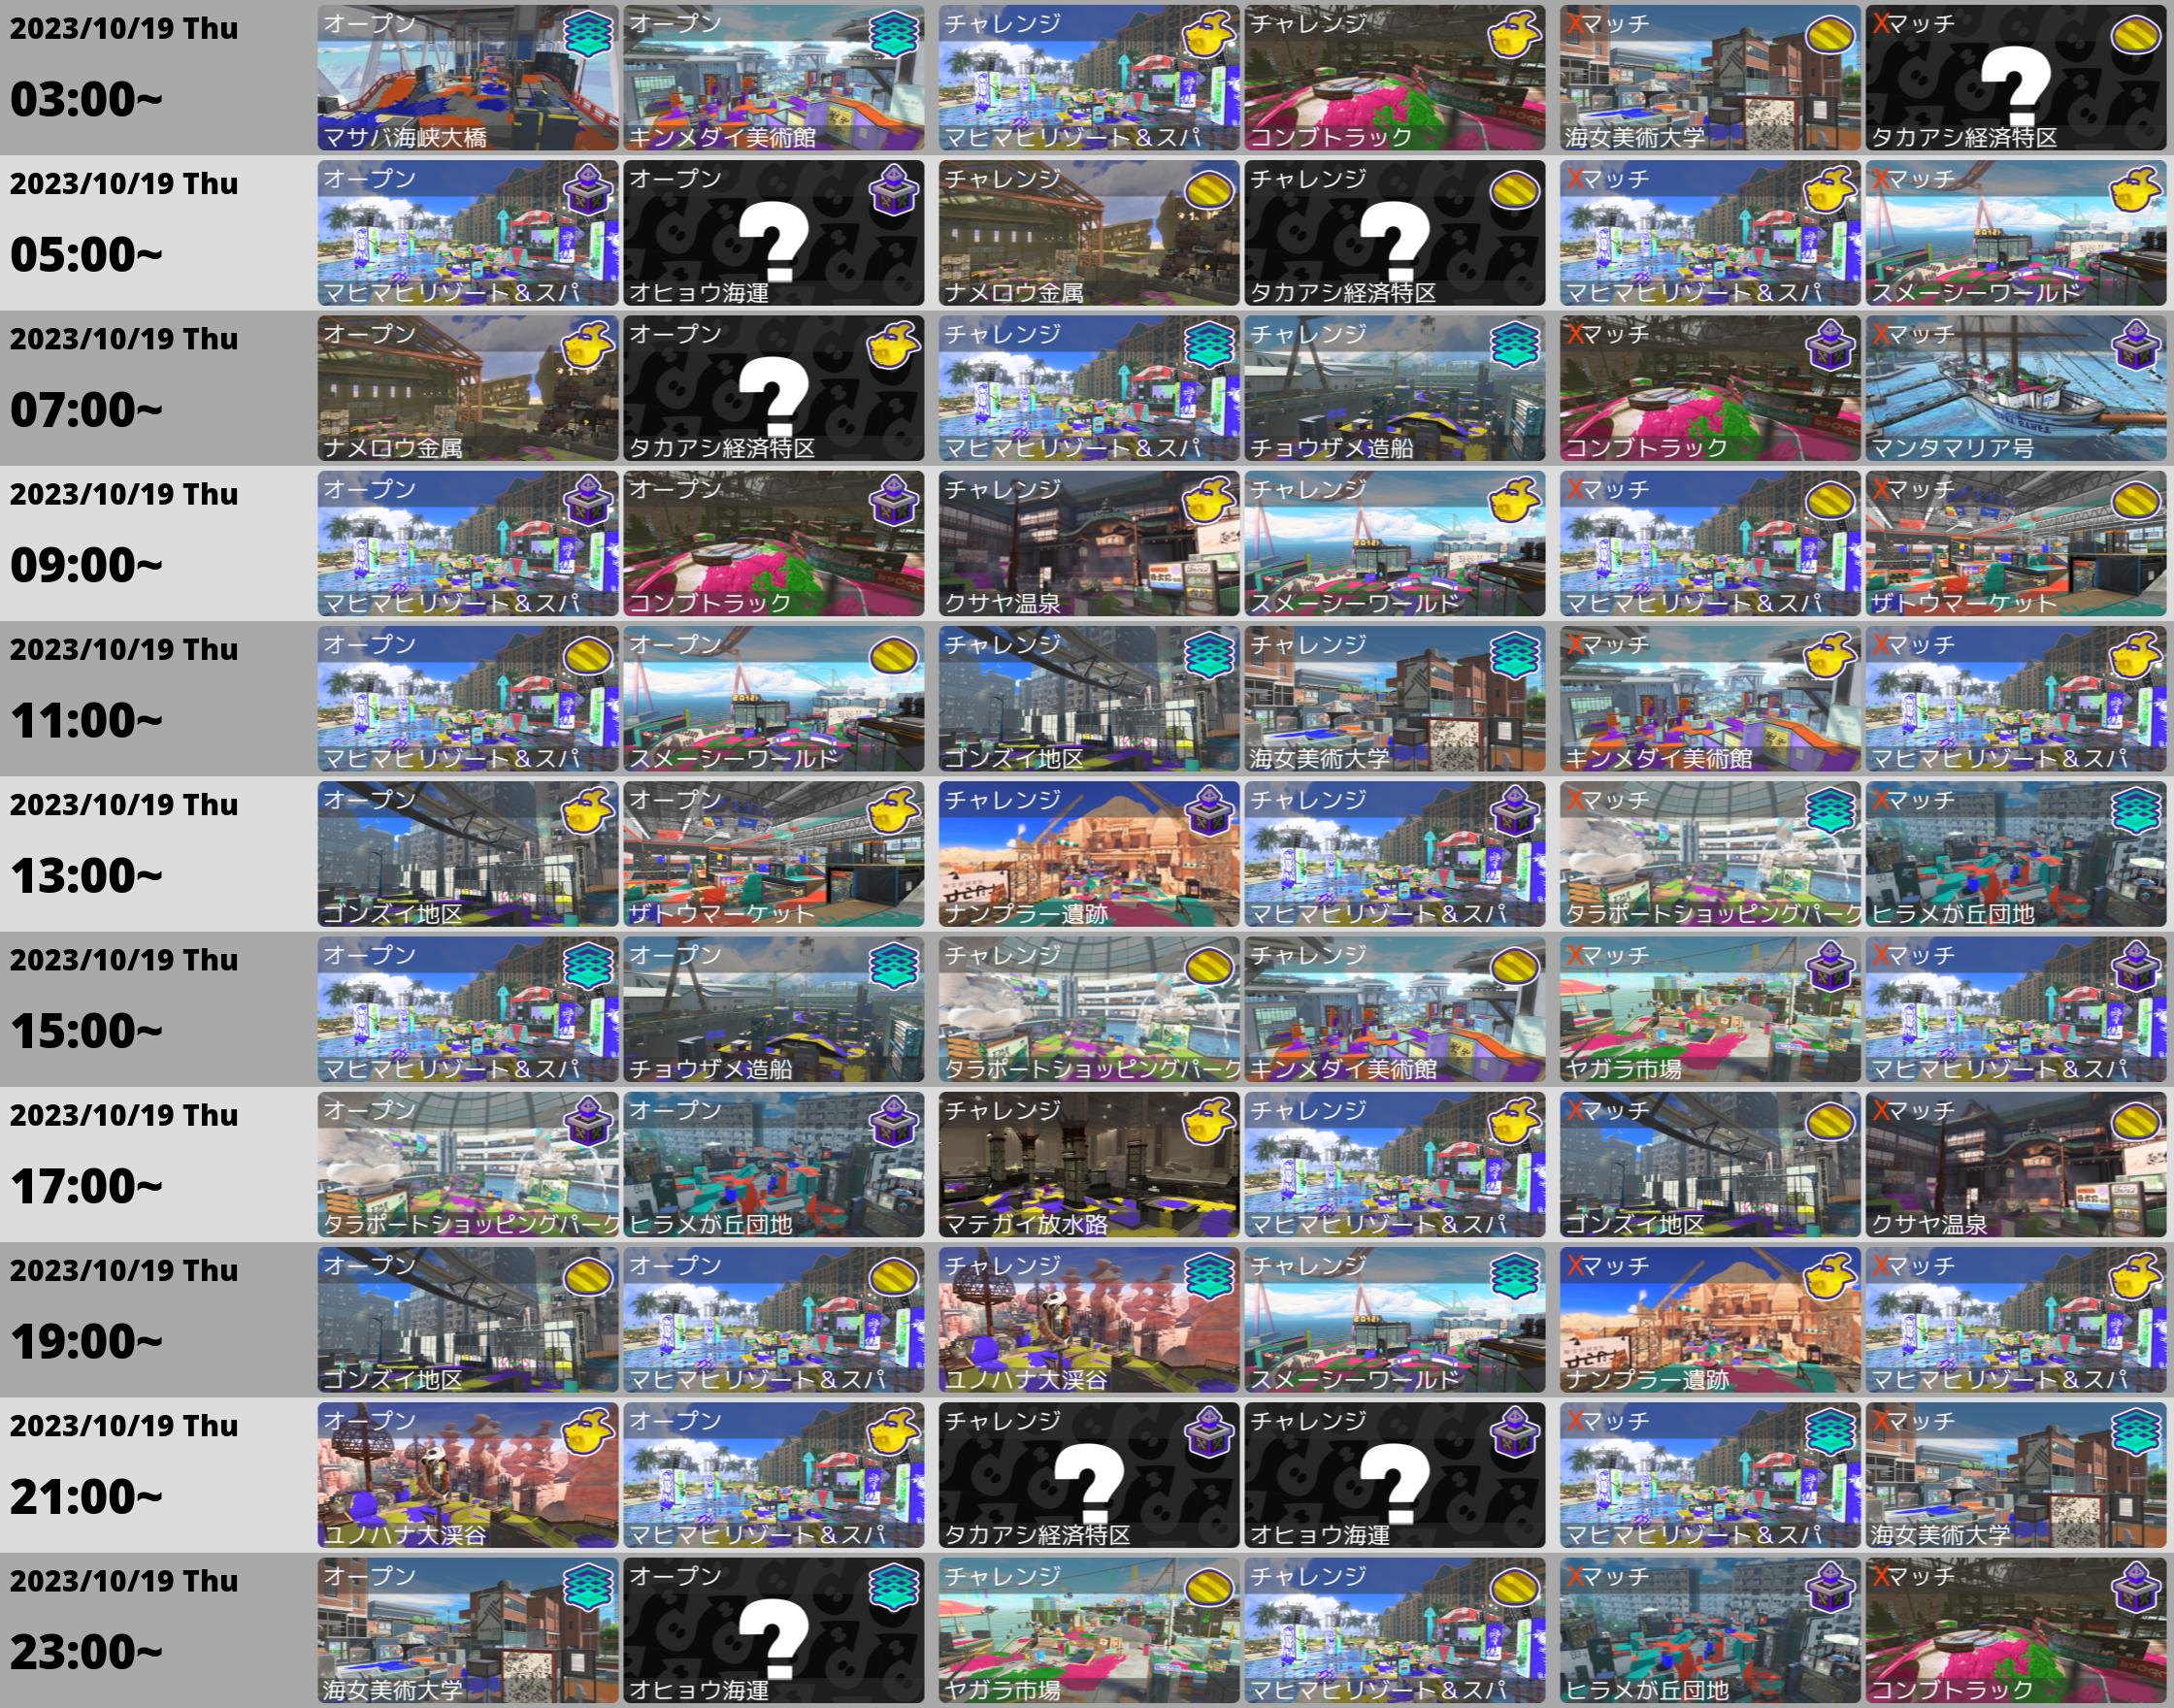 2023/10/19 Thu
03:00~
オープン
マサバ海峡大橋
オープン
キンメダイ美術館
チャレンジ
マヒマヒリゾート＆スパ
チャレンジ
コンブトラック
Xマッチ
海女美術大学
Xマッチ
?
タカアシ経済特区
2023/10/19 Thu
05:00~
オープン
マヒマヒリゾート＆スパ
オープン
?
オヒョウ海運
チャレンジ
ナメロウ金属
チャレンジ
?
タカアシ経済特区
Xマッチ
マヒマヒリゾート＆スパ
Xマッチ
スメーシーワールド
2023/10/19 Thu
07:00~
オープン
ナメロウ金属
オープン
?
タカアシ経済特区
チャレンジ
マヒマヒリゾート＆スパ
チャレンジ
チョウザメ造船
Xマッチ
コンブトラック
Xマッチ
マンタマリア号
2023/10/19 Thu
09:00~
オープン
マヒマヒリゾート＆スパ
オープン
コンブトラック
チャレンジ
クサヤ温泉
チャレンジ
スメーシーワールド
Xマッチ
マヒマヒリゾート＆スパ
Xマッチ
ザトウマーケット
2023/10/19 Thu
11:00~
オープン
マヒマヒリゾート＆スパ
オープン
スメーシーワールド
チャレンジ
ゴンズイ地区
チャレンジ
海女美術大学
Xマッチ
キンメダイ美術館
Xマッチ
マヒマヒリゾート＆スパ
2023/10/19 Thu
13:00~
オープン
ゴンズイ地区
オープン
ザトウマーケット
チャレンジ
ナンプラー遺跡
チャレンジ
マヒマヒリゾート＆スパ
Xマッチ
タラポートショッピングパーク
Xマッチ
ヒラメが丘団地
2023/10/19 Thu
15:00~
オープン
マヒマヒリゾート＆スパ
オープン
チョウザメ造船
チャレンジ
タラポートショッピングパーク
チャレンジ
キンメダイ美術館
Xマッチ
ヤガラ市場
Xマッチ
マヒマヒリゾート＆スパ
2023/10/19 Thu
17:00~
オープン
タラポートショッピングパーク
オープン
ヒラメが丘団地
チャレンジ
マテガイ放水路
チャレンジ
マヒマヒリゾート＆スパ
Xマッチ
ゴンズイ地区
Xマッチ
クサヤ温泉
2023/10/19 Thu
19:00~
オープン
ゴンズイ地区
オープン
マヒマヒリゾート＆スパ
チャレンジ
ユノハナ大渓谷
チャレンジ
スメーシーワールド
Xマッチ
ナンプラー遺跡
Xマッチ
マヒマヒリゾート＆スパ
2023/10/19 Thu
21:00~
オープン
ユノハナ大渓谷
オープン
マヒマヒリゾート＆スパ
チャレンジ
?
タカアシ経済特区
チャレンジ
?
オヒョウ海運
Xマッチ
マヒマヒリゾート＆スパ
Xマッチ
海女美術大学
2023/10/19 Thu
23:00~
オープン
海女美術大学
オープン
?
オヒョウ海運
チャレンジ
ヤガラ市場
チャレンジ
マヒマヒリゾート＆スパ
Xマッチ
ヒラメが丘団地
Xマッチ
コンブトラック